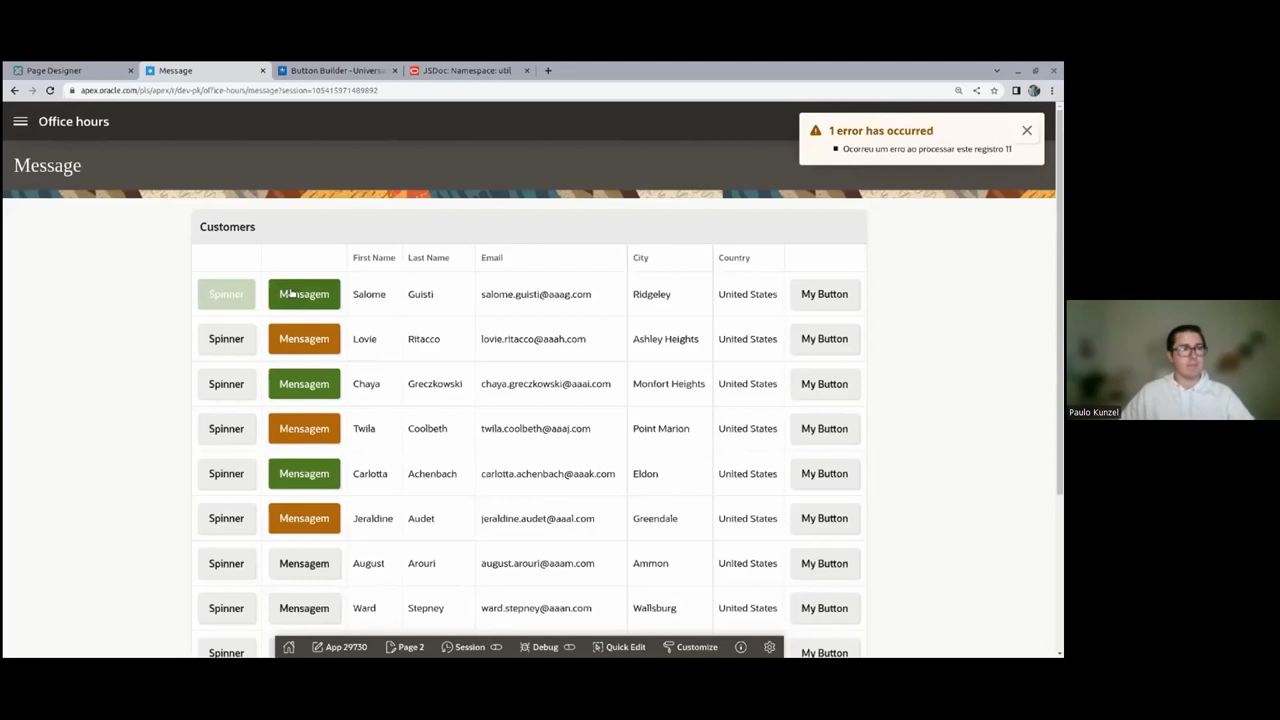 Page Designer
Message
Button Builder - Univers
JSDoc: Namespace: util
apex.oracle.com/pls/apex/r/dev-pk/office-hours/message?session=105415971489892
Office hours
1 error has occurred
Ocorreu um erro ao processar este registro 11
Message
Customers
First Name Last Name Email City Country
Spinner Mensagem Salome Guisti salome.guisti@aaag.com Ridgeley United States My Button
Spinner Mensagem Lovie Ritacco lovie.ritacco@aaah.com Ashley Heights United States My Button
Spinner Mensagem Chaya Greczkowski chaya.greczkowski@aaai.com Monfort Heights United States My Button
Spinner Mensagem Twila Coolbeth twila.coolbeth@aaaj.com Point Marion United States My Button
Spinner Mensagem Carlotta Achenbach carlotta.achenbach@aaak.com Eldon United States My Button
Spinner Mensagem Jeraldine Audet jeraldine.audet@aaal.com Greendale United States My Button
Spinner Mensagem August Arouri august.arouri@aaam.com Ammon United States My Button
Spinner Mensagem Ward Stepney ward.stepney@aaan.com Wallsburg United States My Button
Spinner My Button
App 29730 Page 2 Session Debug Quick Edit Customize
Paulo Kunzel